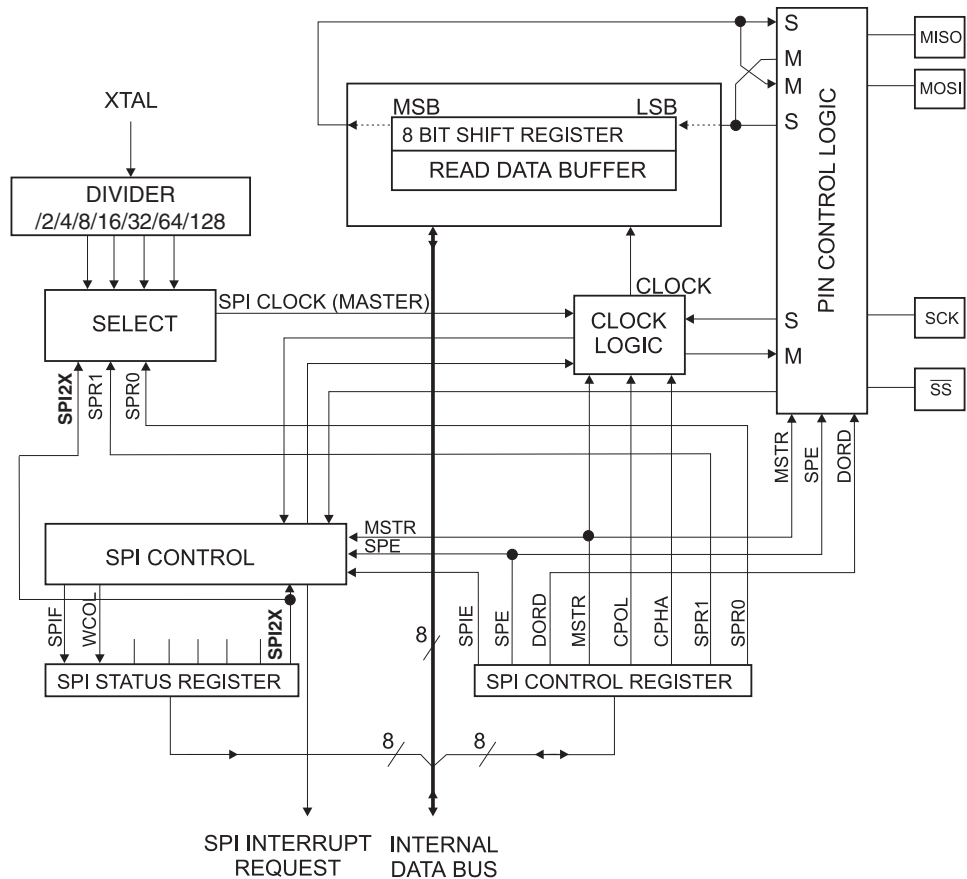 S
MISO
M
MSB
LSB
M
MOSI
XTAL
8 BIT SHIFT REGISTER
S
READ DATA BUFFER
PIN CONTROL LOGIC
DIVIDER
/2/4/8/16/32/64/128
SPI CLOCK (MASTER)
CLOCK
SELECT
CLOCK
LOGIC
S
SCK
M
SPI2X
SPR1
SPR0
SS
MSTR
SPE
DORD
MSTR
SPE
SPI CONTROL
SPIF
WCOL
SPI2X
8
SPIE
SPE
DORD
MSTR
CPOL
CPHA
SPR1
SPR0
SPI STATUS REGISTER
SPI CONTROL REGISTER
8
8
SPI INTERRUPT
REQUEST
INTERNAL
DATA BUS